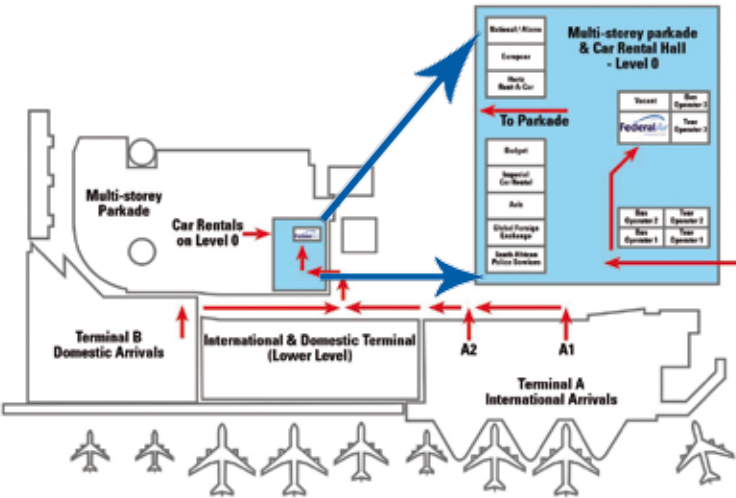 National / Alamo
Europcar
Hertz
Rent-A-Car
To Parkade
Budget
Imperial
Car Rental
Avis
Global Foreign
Exchange
South African
Police Services
Multi-storey parkade
& Car Rental Hall
- Level 0
Vacant
Bus
Operator 3
FederalAir
Tour
Operator 3
Bus
Operator 2
Tour
Operator 2
Bus
Operator 1
Tour
Operator 1
Multi-storey
Parkade
Car Rentals
on Level 0
Terminal B
Domestic Arrivals
International & Domestic Terminal
(Lower Level)
A2
A1
Terminal A
International Arrivals